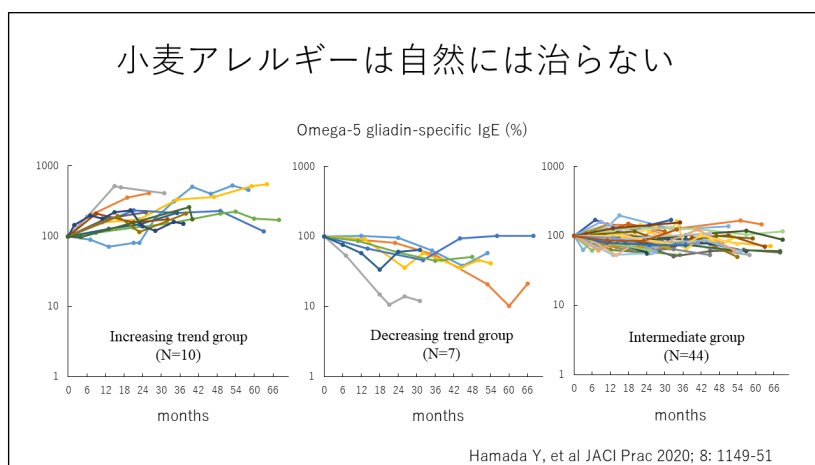 小麦アレルギーは自然には治らない
Omega-5 gliadin-specific IgE (%)
1000
100
10
1
0 6 12 18 24 30 36 42 48 54 60 66
months
Increasing trend group
(N=10)
1000
100
10
1
0 6 12 18 24 30 36 42 48 54 60 66
months
Decreasing trend group
(N=7)
1000
100
10
1
0 6 12 18 24 30 36 42 48 54 60 66
months
Intermediate group
(N=44)
Hamada Y, et al JACI Prac 2020; 8: 1149-51